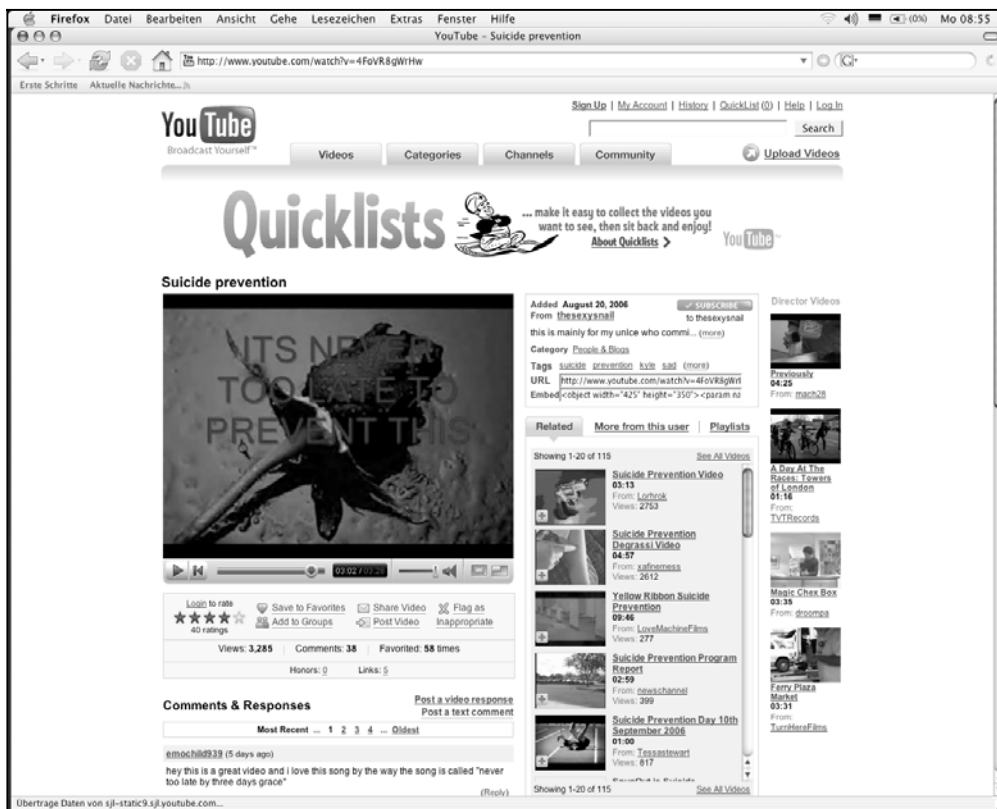 Firefox Datei Bearbeiten Ansicht Gehe Lesezeichen Extras Fenster Hilfe (0%) Mo 08:55
YouTube – Suicide prevention
http://www.youtube.com/watch?v=4FoVR8gWrHw
Erste Schritte Aktuelle Nachrichte...
Sign Up | My Account | History | QuickList (0) | Help | Log In
You Tube
Broadcast Yourself™
Search
Videos Categories Channels Community Upload Videos
Quicklists
... make it easy to collect the videos you
want to see, then sit back and enjoy!
About Quicklists
You Tube
Suicide prevention
ITS NEVER
TOO LATE TO
PREVENT THIS
03:02 / 03:28
Login to rate
40 ratings
Save to Favorites Share Video Flag as
Add to Groups Post Video Inappropriate
Views: 3,285 | Comments: 38 | Favorited: 58 times
Honors: 0 Links: 5
Comments & Responses
Post a video response
Post a text comment
Most Recent ... 1 2 3 4 ... Oldest
emochild939 (5 days ago)
hey this is a great video and i love this song by the way the song is called "never
too late by three days grace"
(Reply)
Added August 20, 2006
From thesexysnail
SUBSCRIBE
to thesexysnail
this is mainly for my unlce who commi... (more)
Category People & Blogs
Tags suicide prevention kyle sad (more)
URL http://www.youtube.com/watch?v=4FoVR8gWrH
Embed <object width="425" height="350"><param na
Related More from this user | Playlists
Showing 1-20 of 115 See All Videos
Suicide Prevention Video
03:13
From: Lorhrok
Views: 2753
Suicide Prevention
Degrassi Video
04:57
From: xafinemess
Views: 2612
Yellow Ribbon Suicide
Prevention
09:46
From: LoveMachineFilms
Views: 277
Suicide Prevention Program
Report
02:59
From: newschannel
Views: 399
Suicide Prevention Day 10th
September 2006
01:00
From: Tessastewart
Views: 817
Showing 1-20 of 115 See All Videos
Director Videos
Previously
04:25
From: mach28
A Day At The
Races: Towers
of London
01:16
From:
TVTRecords
Magic Chex Box
03:35
From: droompa
Ferry Plaza
Market
03:31
From:
TurnHereFilms
Übertrage Daten von sjl-static9.sjl.youtube.com...